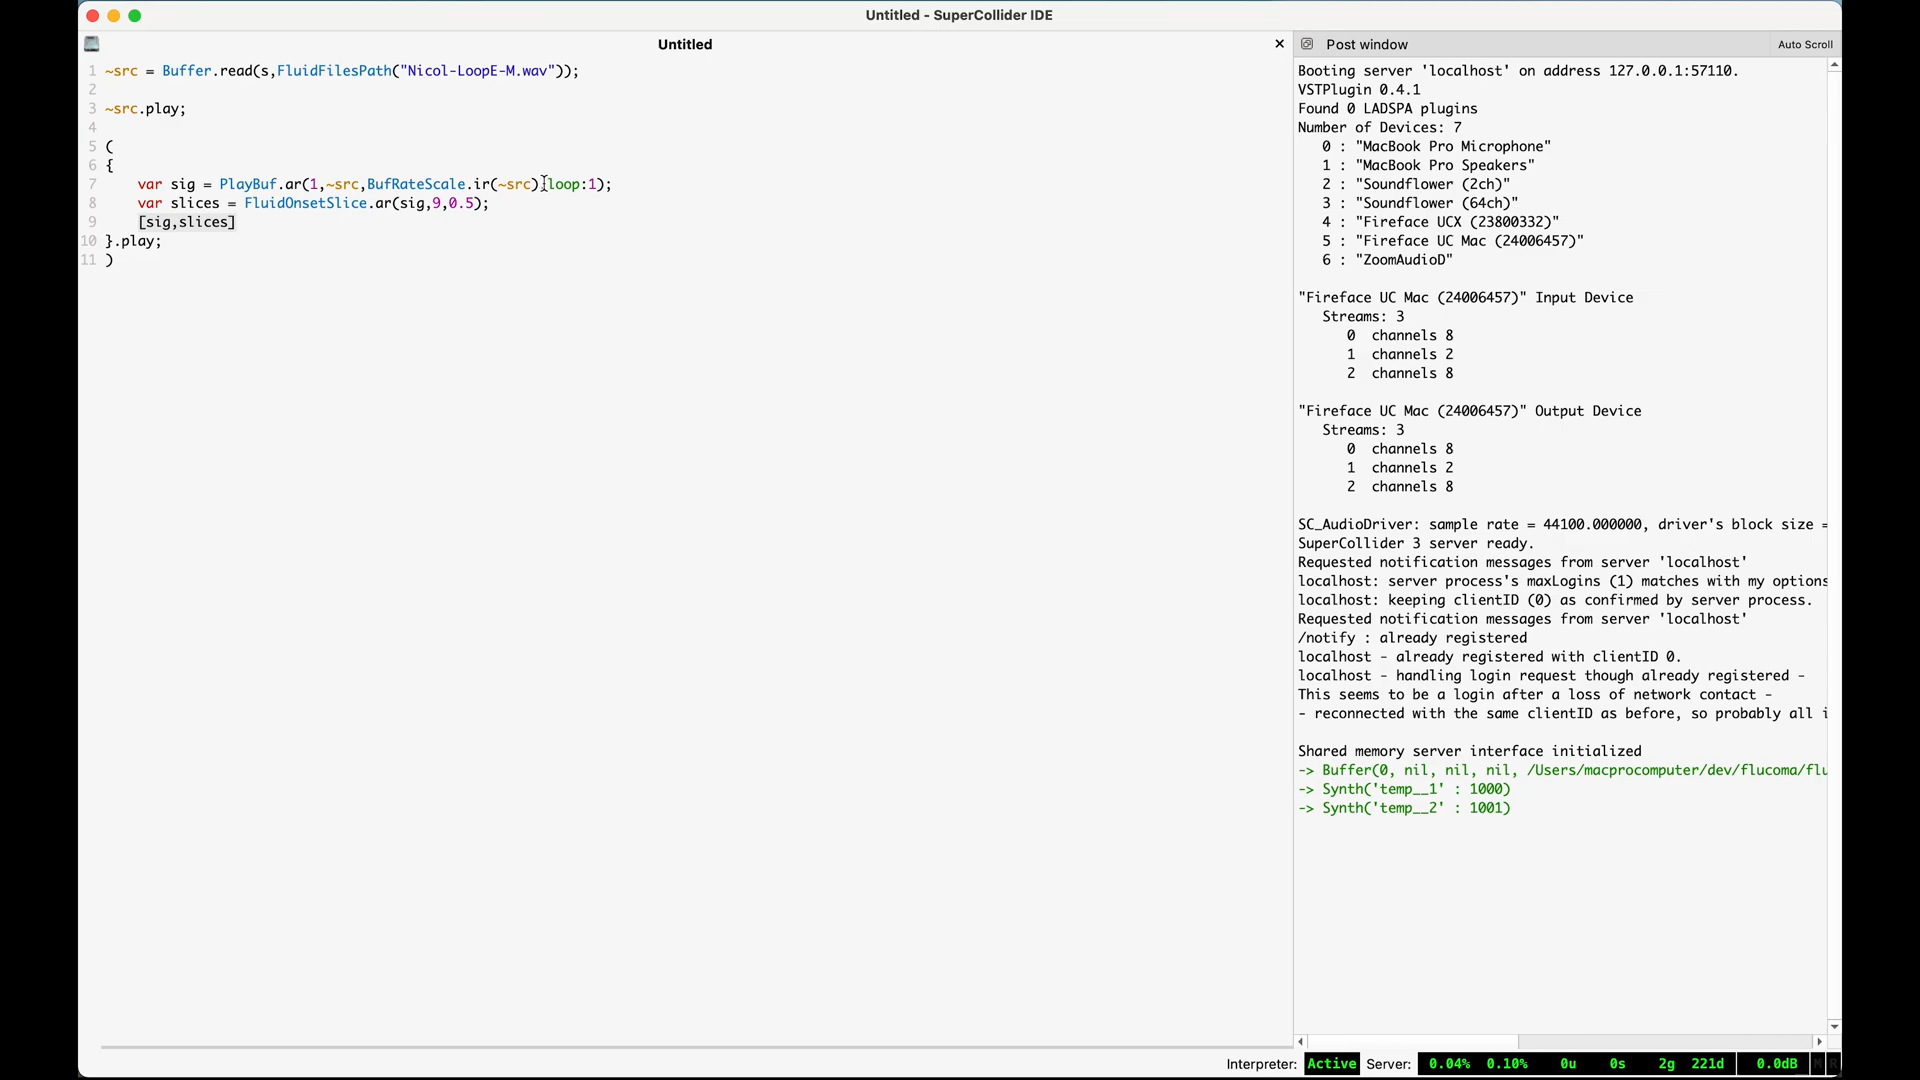 Untitled - SuperCollider IDE
Untitled
1 ~src = Buffer.read(s,FluidFilesPath("Nicol-LoopE-M.wav"));
2
3 ~src.play;
4
5 (
6 {
7 var sig = PlayBuf.ar(1,~src,BufRateScale.ir(~src),loop:1);
8 var slices = FluidOnsetSlice.ar(sig,9,0.5);
9 [sig,slices]
10 }.play;
11 )
Post window
Auto Scroll
Booting server 'localhost' on address 127.0.0.1:57110.
VSTPlugin 0.4.1
Found 0 LADSPA plugins
Number of Devices: 7
0 : "MacBook Pro Microphone"
1 : "MacBook Pro Speakers"
2 : "Soundflower (2ch)"
3 : "Soundflower (64ch)"
4 : "Fireface UCX (23800332)"
5 : "Fireface UC Mac (24006457)"
6 : "ZoomAudioD"
"Fireface UC Mac (24006457)" Input Device
Streams: 3
0 channels 8
1 channels 2
2 channels 8
"Fireface UC Mac (24006457)" Output Device
Streams: 3
0 channels 8
1 channels 2
2 channels 8
SC_AudioDriver: sample rate = 44100.000000, driver's block size =
SuperCollider 3 server ready.
Requested notification messages from server 'localhost'
localhost: server process's maxLogins (1) matches with my options
localhost: keeping clientID (0) as confirmed by server process.
Requested notification messages from server 'localhost'
/notify : already registered
localhost - already registered with clientID 0.
localhost - handling login request though already registered -
This seems to be a login after a loss of network contact -
- reconnected with the same clientID as before, so probably all i
Shared memory server interface initialized
-> Buffer(0, nil, nil, nil, /Users/macprocomputer/dev/flucoma/flu
-> Synth('temp__1' : 1000)
-> Synth('temp__2' : 1001)
Interpreter: Active Server: 0.04% 0.10% 0u 0s 2g 221d 0.0dB M R